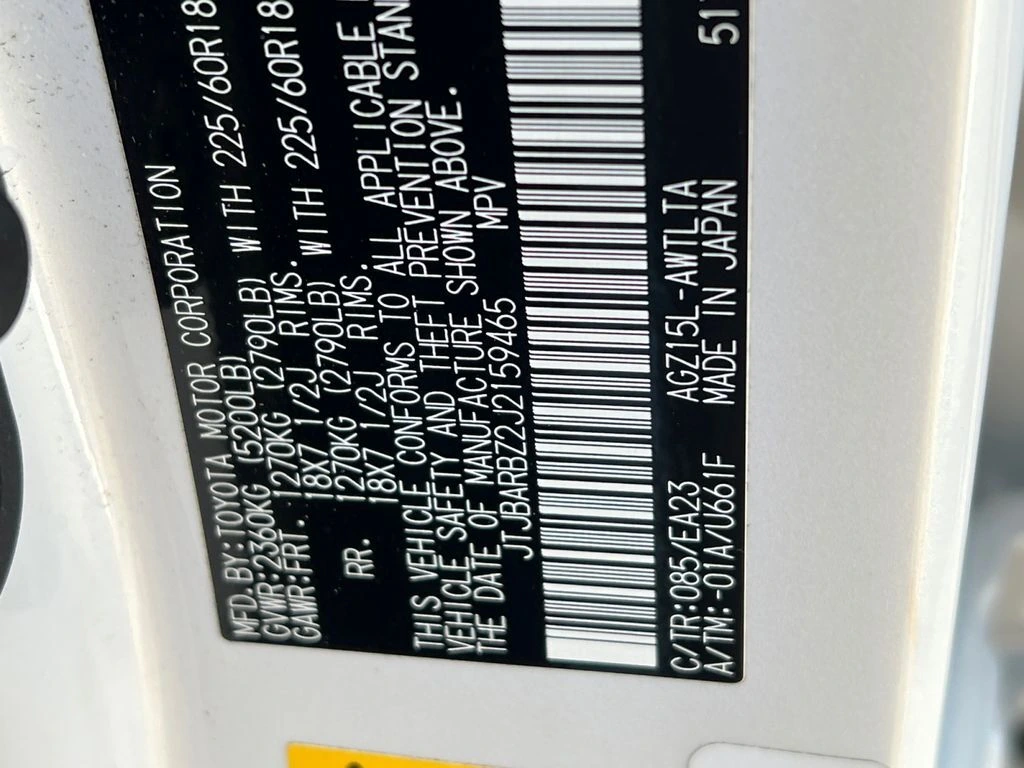 MFD.BY:TOYOTA MOTOR CORPORATION
GVWR:2360KG (5200LB)
GAWR:FRT. 1270KG (2790LB) WITH 225/60R18
18X7 1/2J RIMS.
RR. 1270KG (2790LB) WITH 225/60R18
18X7 1/2J RIMS.
THIS VEHICLE CONFORMS TO ALL APPLICABLE
VEHICLE SAFETY AND THEFT PREVENTION STAN
THE DATE OF MANUFACTURE SHOWN ABOVE.
JTJBARBZ2J2159465 MPV
C/TR:085/EA23 AGZ15L-AWTLTA
A/TM:-01A/U661F MADE IN JAPAN 51